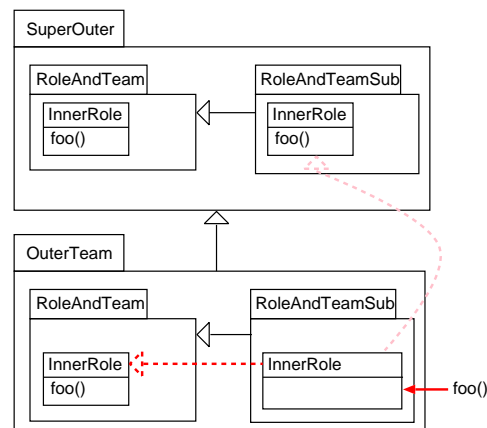 SuperOuter
RoleAndTeam
RoleAndTeamSub
InnerRole
foo()
InnerRole
foo()
OuterTeam
RoleAndTeam
RoleAndTeamSub
InnerRole
foo()
InnerRole
foo()